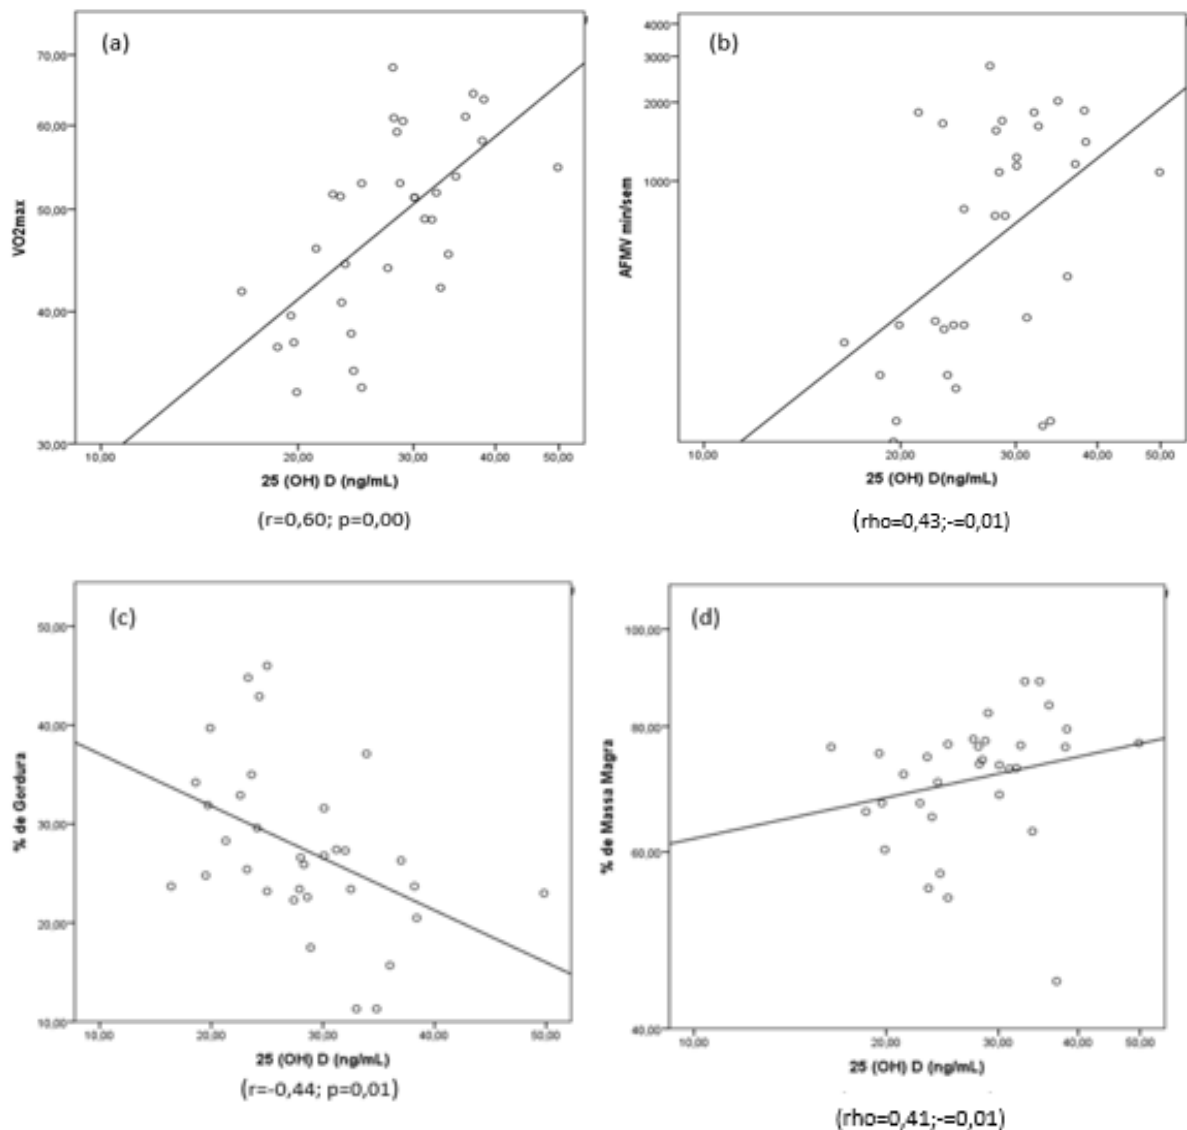 (a)
70,00
60,00
50,00
40,00
30,00
VO2max
10,00 20,00 30,00 40,00 50,00
25 (OH) D (ng/mL)
(r=0,60; p=0,00)
(b)
4000
3000
2000
1000
AFMV min/sem
10,00 20,00 30,00 40,00 50,00
25 (OH) D(ng/mL)
(rho=0,43;-=0,01)
(c)
50,00
40,00
30,00
20,00
10,00
% de Gordura
10,00 20,00 30,00 40,00 50,00
25 (OH) D (ng/mL)
(r=-0,44; p=0,01)
(d)
100,00
80,00
60,00
40,00
% de Massa Magra
10,00 20,00 30,00 40,00 50,00
25 (OH) D (ng/mL)
(rho=0,41;-=0,01)